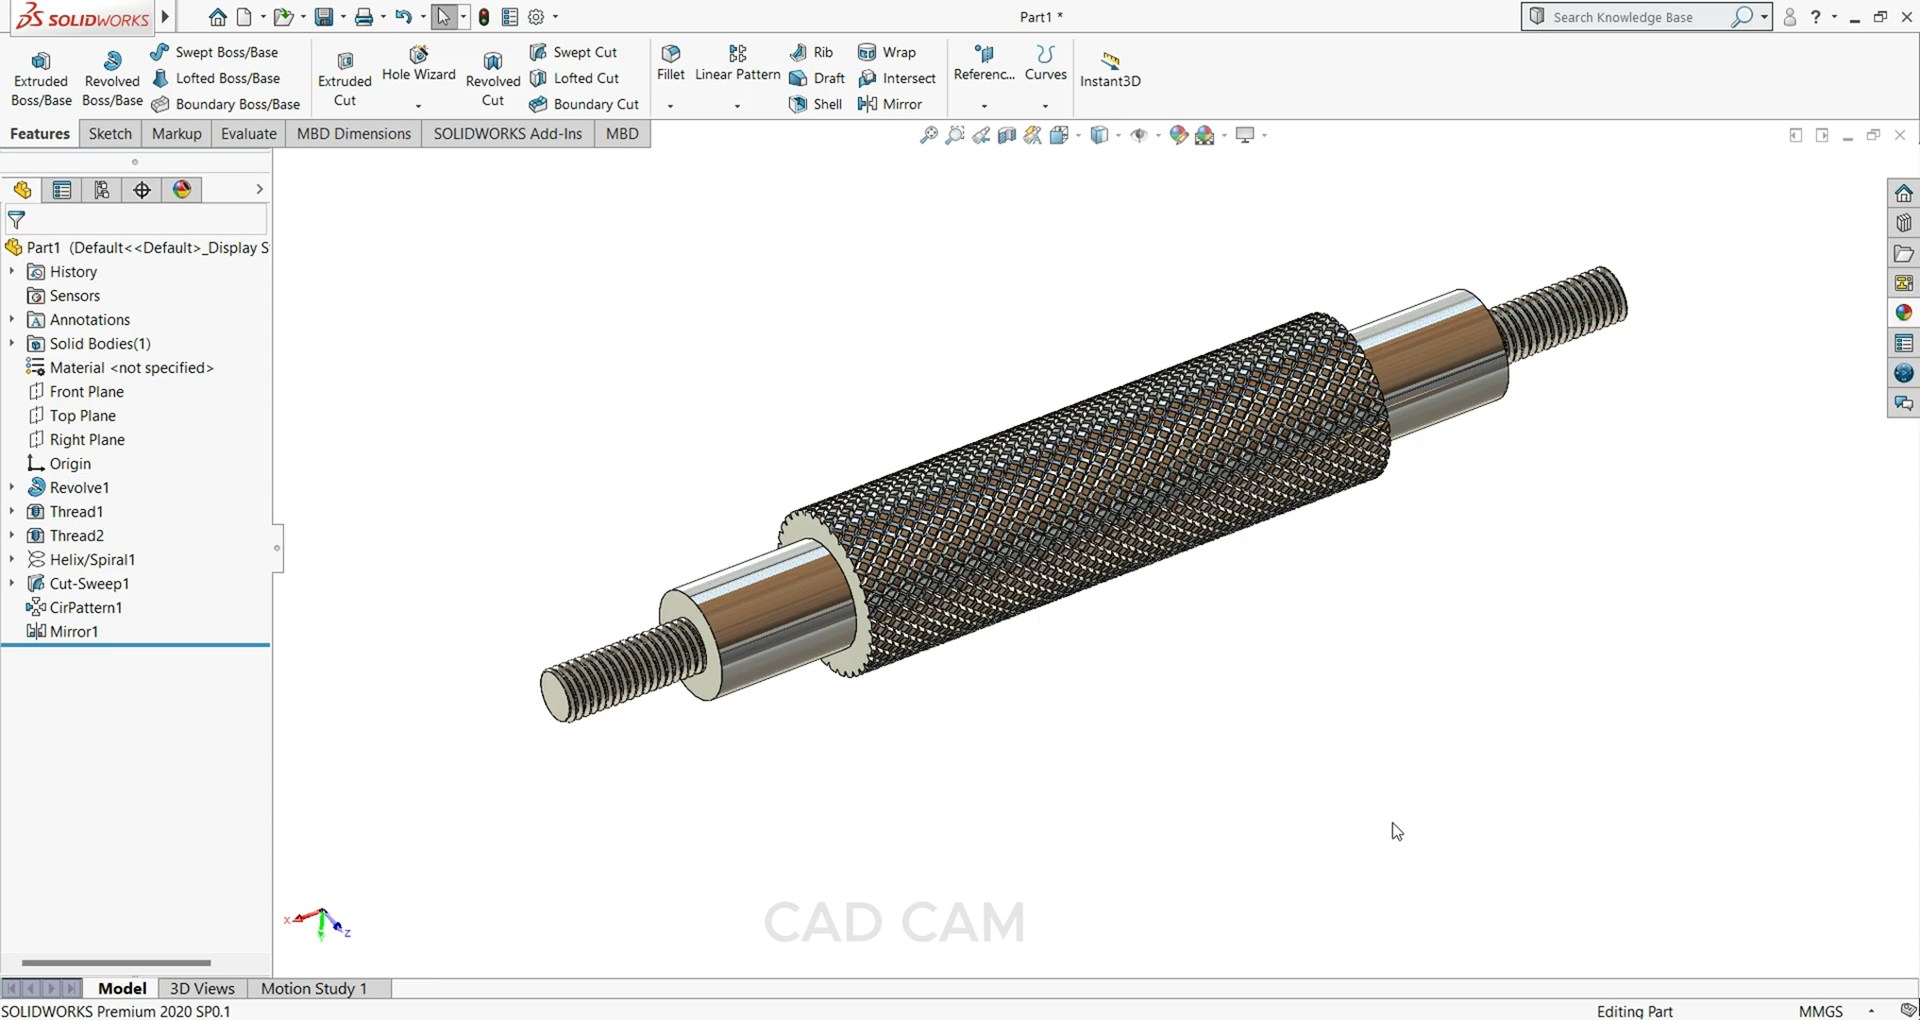 SOLIDWORKS
Part1 *
Search Knowledge Base
?
Extruded Boss/Base
Revolved Boss/Base
Swept Boss/Base
Lofted Boss/Base
Boundary Boss/Base
Extruded Cut
Hole Wizard
Revolved Cut
Swept Cut
Lofted Cut
Boundary Cut
Fillet
Linear Pattern
Rib
Draft
Shell
Wrap
Intersect
Mirror
Referenc...
Curves
Instant3D
Features Sketch Markup Evaluate MBD Dimensions SOLIDWORKS Add-Ins MBD
Part1 (Default<<Default>_Display S
History
Sensors
Annotations
Solid Bodies(1)
Material <not specified>
Front Plane
Top Plane
Right Plane
Origin
Revolve1
Thread1
Thread2
Helix/Spiral1
Cut-Sweep1
CirPattern1
Mirror1
X
Z
CAD CAM
Model 3D Views Motion Study 1
SOLIDWORKS Premium 2020 SP0.1
Editing Part
MMGS